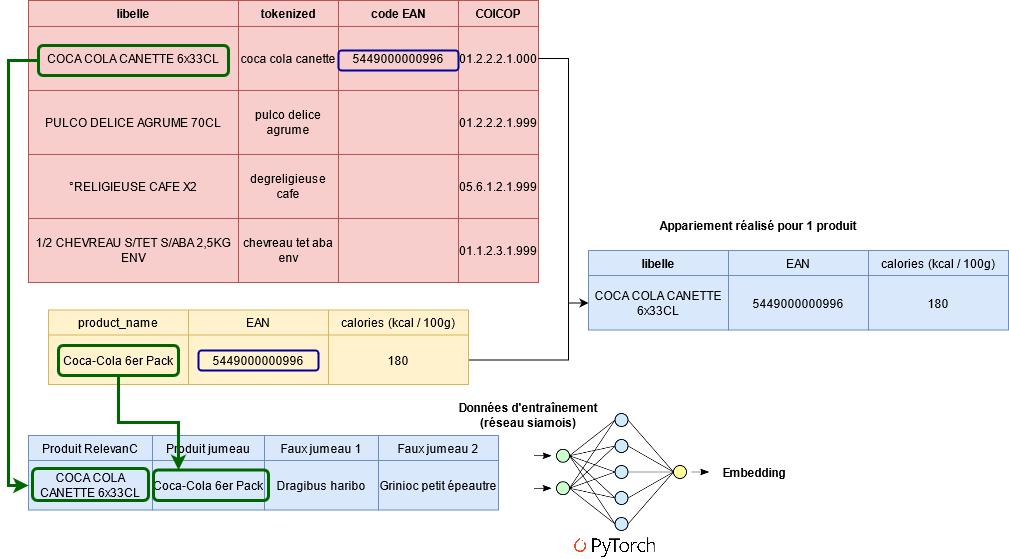 libelle tokenized code EAN COICOP
COCA COLA CANETTE 6x33CL coca cola canette 5449000000996 01.2.2.2.1.000
PULCO DELICE AGRUME 70CL pulco delice 01.2.2.2.1.999
agrume
°RELIGIEUSE CAFE X2 degreligieuse 05.6.1.2.1.999
cafe
1/2 CHEVREAU S/TET S/ABA 2,5KG chevreau tet aba 01.1.2.3.1.999
ENV env
Appariement réalisé pour 1 produit
libelle EAN calories (kcal / 100g)
COCA COLA CANETTE 5449000000996 180
6x33CL
product_name EAN calories (kcal / 100g)
Coca-Cola 6er Pack 5449000000996 180
Données d'entraînement
(réseau siamois)
Produit RelevanC Produit jumeau Faux jumeau 1 Faux jumeau 2
COCA COLA Coca-Cola 6er Pack Dragibus haribo Grinioc petit épeautre
CANETTE 6x33CL
Embedding
PyTorch